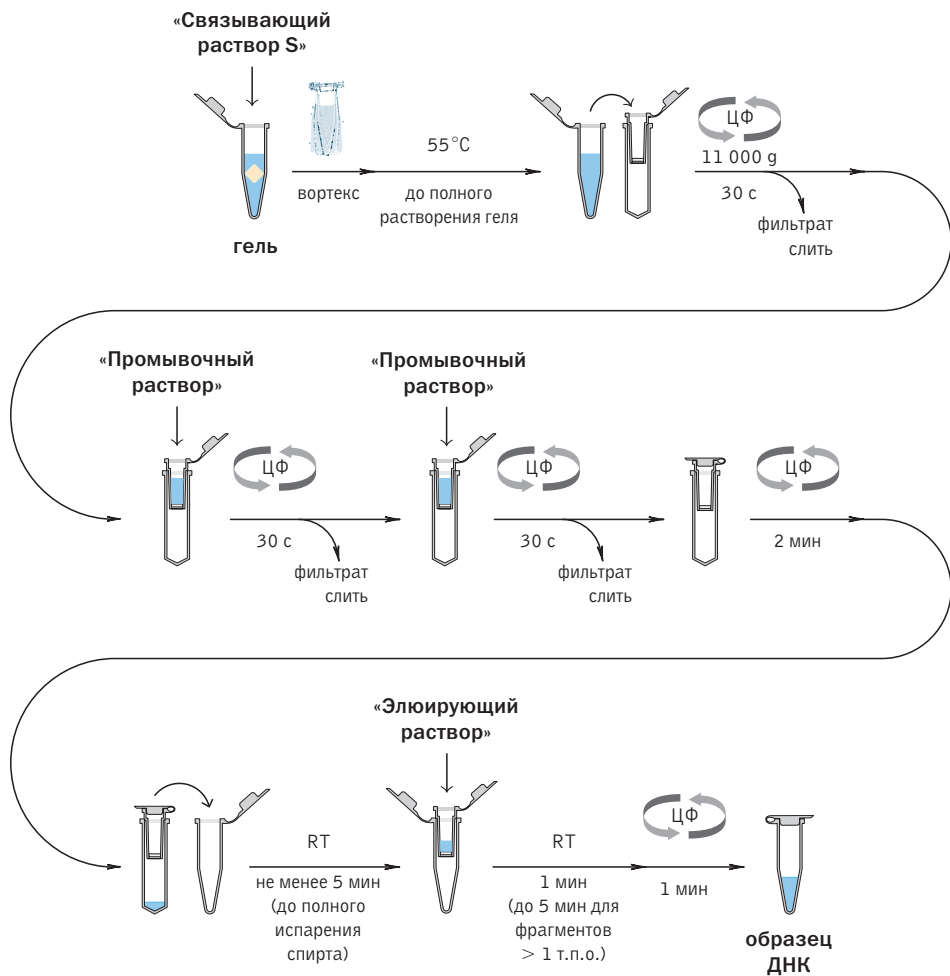 «Связывающий
раствор S»
ЦФ
55°C
11 000 g
вортекс
до полного
растворения геля
30 с
фильтрат
слить
гель
«Промывочный
раствор»
«Промывочный
раствор»
ЦФ
ЦФ
ЦФ
30 с
фильтрат
слить
30 с
фильтрат
слить
2 мин
«Элюирующий
раствор»
ЦФ
RT
не менее 5 мин
(до полного
испарения
спирта)
RT
1 мин
(до 5 мин для
фрагментов
> 1 т.п.о.)
1 мин
образец
ДНК